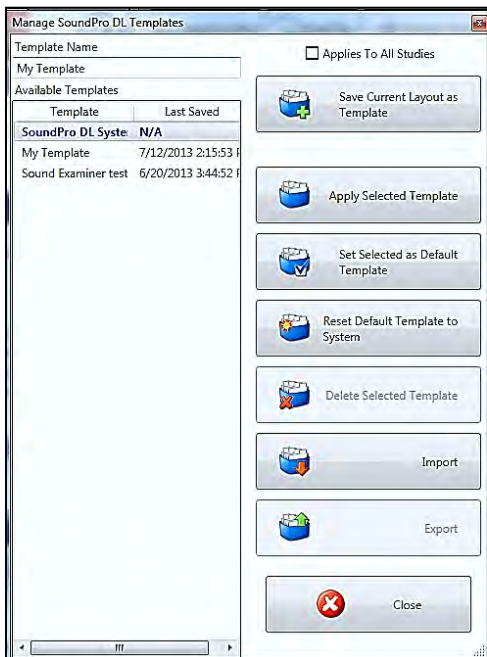 Manage SoundPro DL Templates
Template Name
My Template
Available Templates
Template Last Saved
SoundPro DL Syste N/A
My Template 7/12/2013 2:15:53
Sound Examiner test 6/20/2013 3:44:52
Applies To All Studies
Save Current Layout as
Template
Apply Selected Template
Set Selected as Default
Template
Reset Default Template to
System
Delete Selected Template
Import
Export
Close